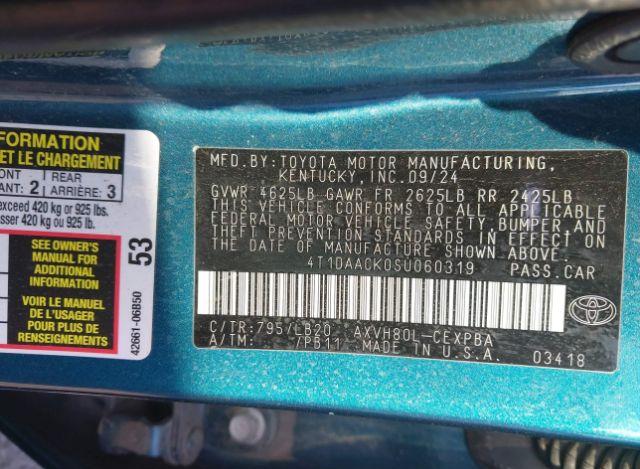 FORMATION
ET LE CHARGEMENT
ONT 2 REAR 3
ANT: ARRIÈRE:
exceed 420 kg or 925 lbs.
sser 420 kg ou 925 lb.
SEE OWNER'S
MANUAL FOR
ADDITIONAL
INFORMATION
VOIR LE MANUEL
DE L'USAGER
POUR PLUS DE
RENSEIGNEMENTS
53
42661-06B50
MFD.BY: TOYOTA MOTOR MANUFACTURING,
KENTUCKY, INC. 09/24
GVWR 4625LB GAWR FR 2625LB RR 2425LB
THIS VEHICLE CONFORMS TO ALL APPLICABLE
FEDERAL MOTOR VEHICLE SAFETY, BUMPER, AND
THEFT PREVENTION STANDARDS IN EFFECT ON
THE DATE OF MANUFACTURE SHOWN ABOVE.
4T1DAACK0SU060319 PASS.CAR
C/TR:795/LB20 AXVH80L-CEXPBA
A/TM: /PB11 MADE IN U.S.A. 03418